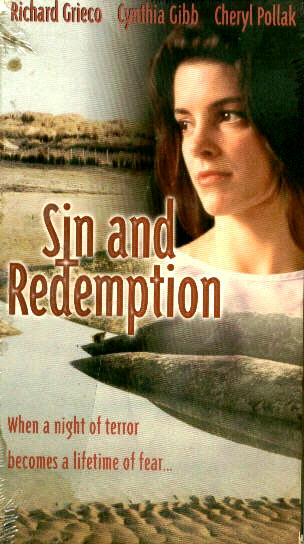 Richard Grieco Cynthia Gibb Cheryl Pollak
Sin and
Redemption
When a night of terror
becomes a lifetime of fear...